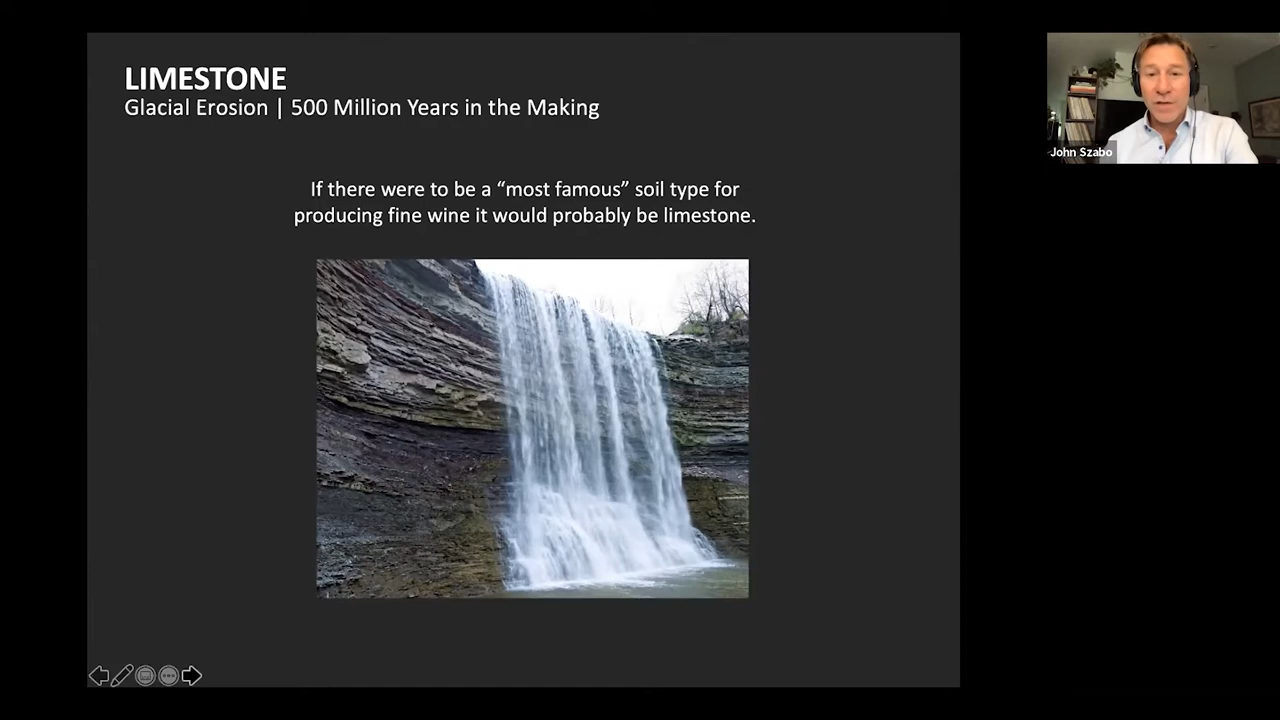 LIMESTONE
Glacial Erosion | 500 Million Years in the Making
If there were to be a “most famous” soil type for
producing fine wine it would probably be limestone.
John Szabo